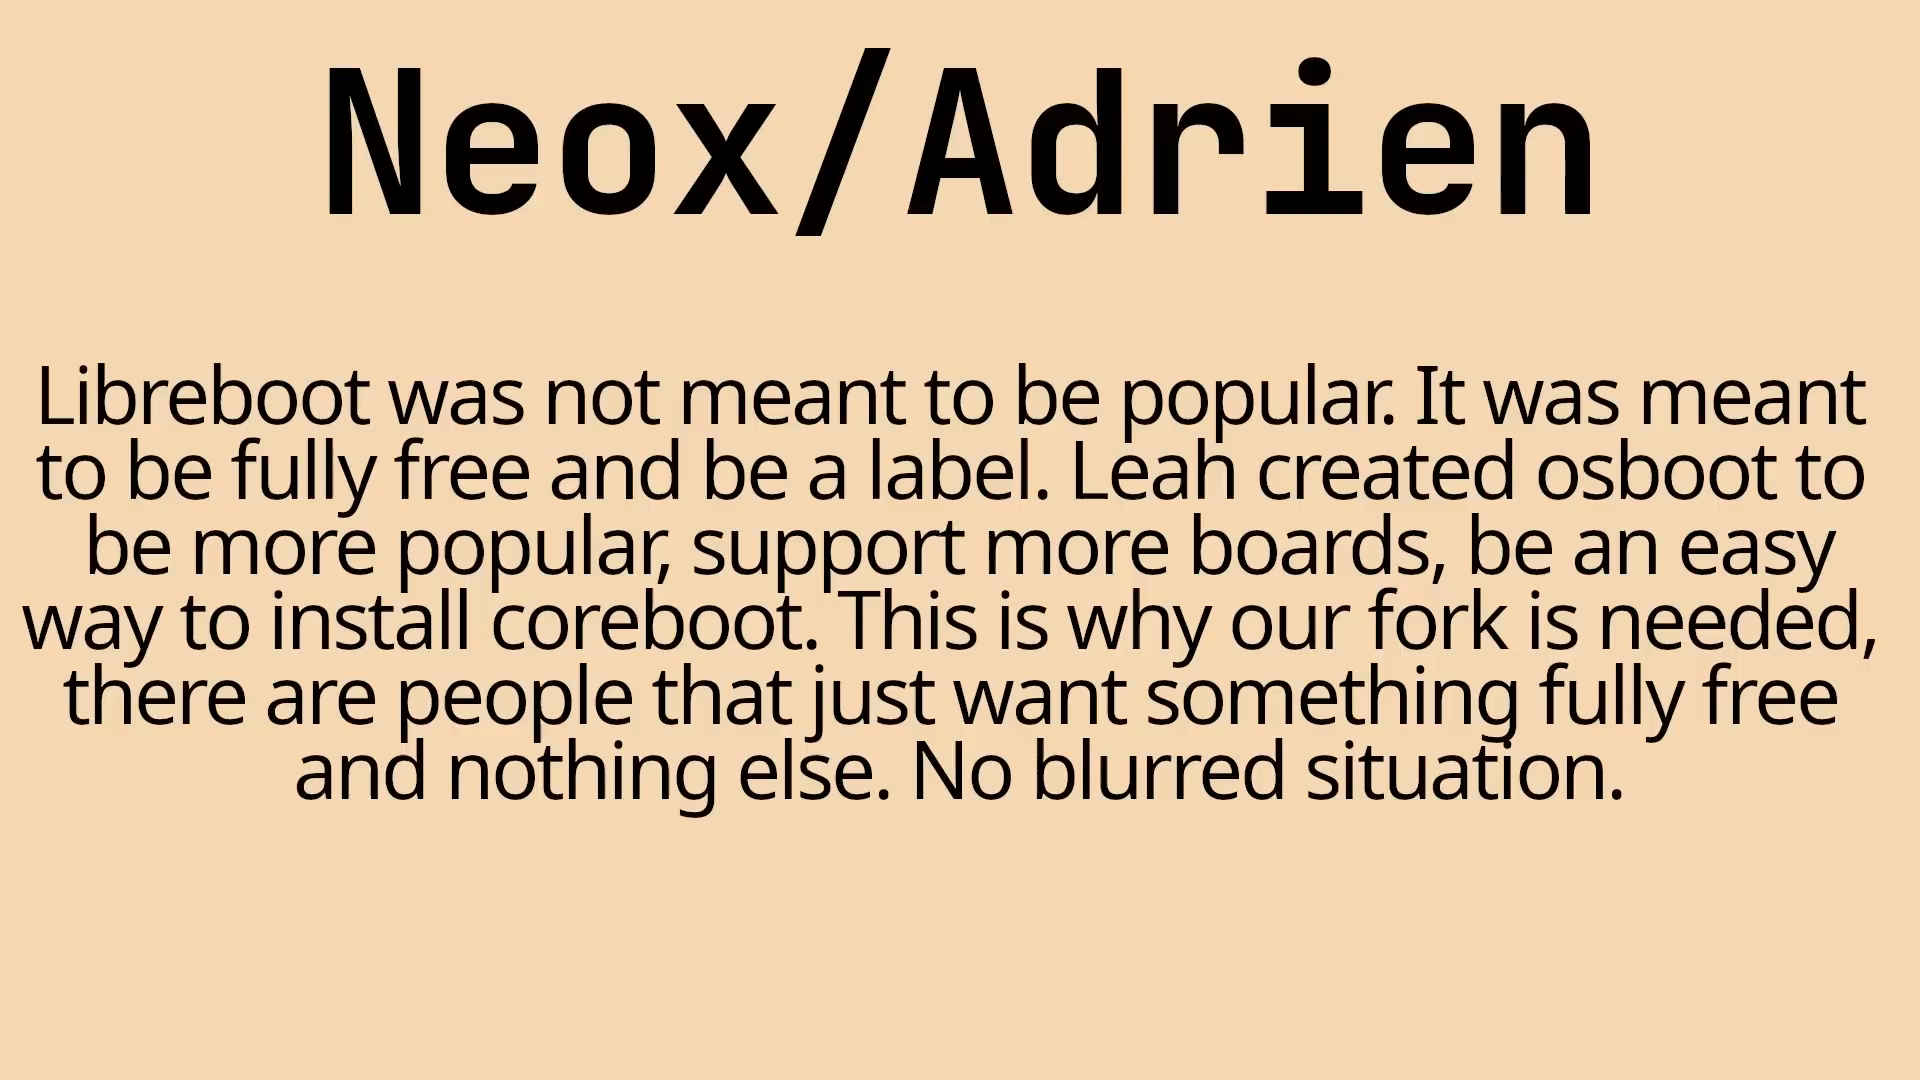 Neox/Adrien
Libreboot was not meant to be popular. It was meant
to be fully free and be a label. Leah created osboot to
be more popular, support more boards, be an easy
way to install coreboot. This is why our fork is needed,
there are people that just want something fully free
and nothing else. No blurred situation.